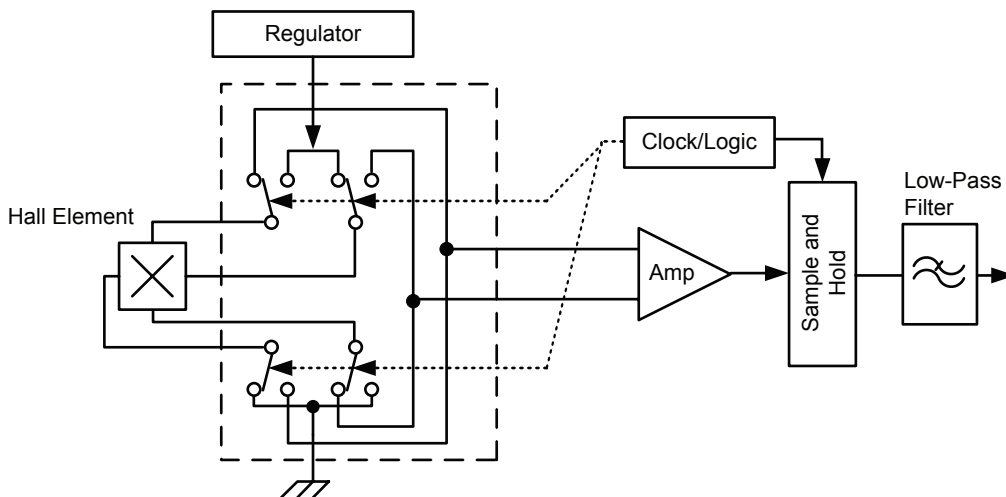 Regulator
Clock/Logic
Low-Pass
Filter
Hall Element
Amp
Sample and
Hold